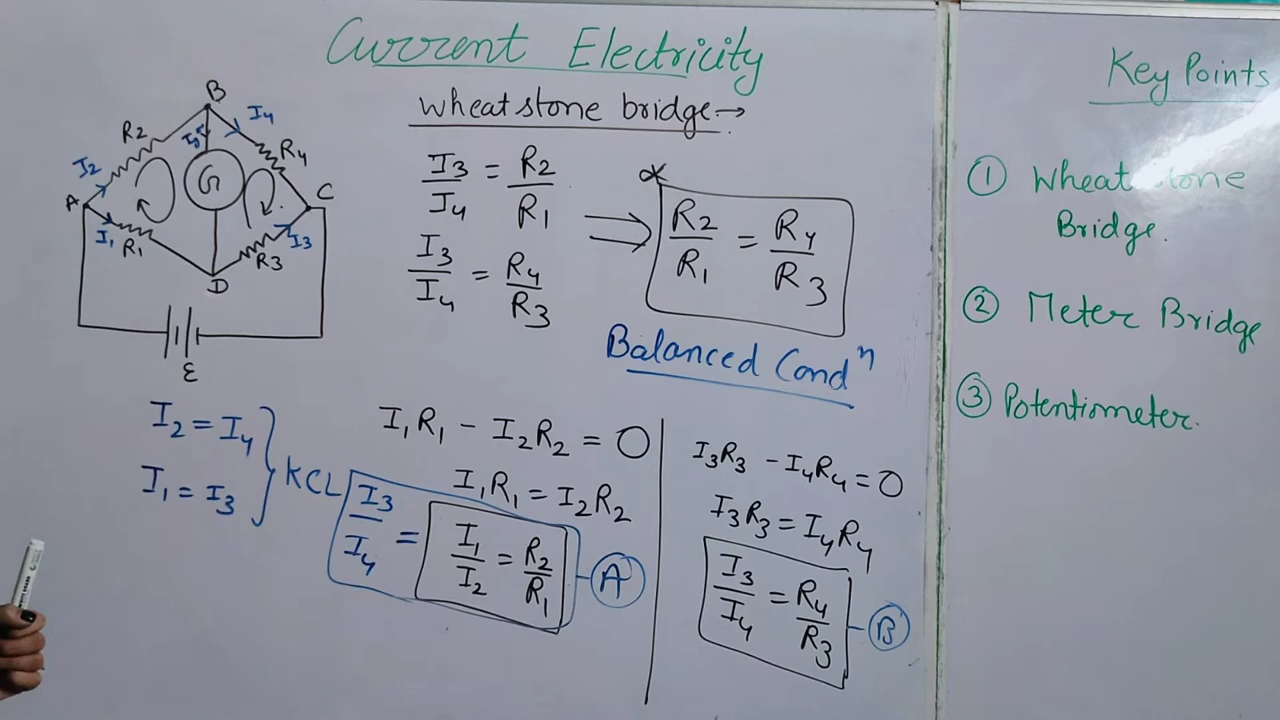 Current Electricity
Wheatstone bridge →
B
I4
R2
I5
R4
I2
G
A
C
I1
R1
I3
R3
D
E
I3/I4 = R2/R1
I3/I4 = R4/R3
⇒
* R2/R1 = R4/R3
Balanced Condⁿ
I2 = I4
I1 = I3
} KCL
I1R1 - I2R2 = 0
I1R1 = I2R2
I3/I4 = I1/I2 = R2/R1 - A
I3R3 - I4R4 = 0
I3R3 = I4R4
I3/I4 = R4/R3 - B
Key Points
① Wheatstone
Bridge.
② Meter Bridge
③ Potentiometer.